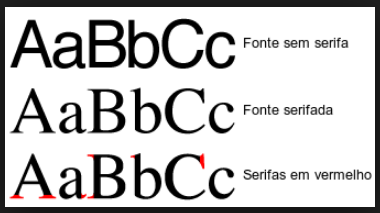 AaBbCc Fonte sem serifa
AaBbCc Fonte serifada
AaBbCc Serifas em vermelho